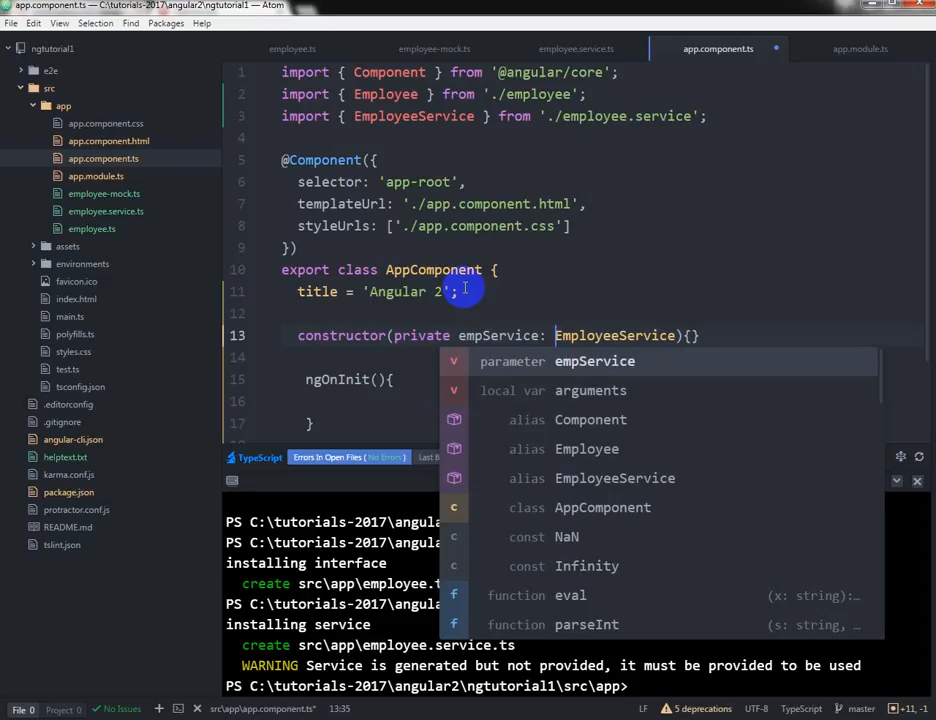 app.component.ts — C:\tutorials-2017\angular2\ngtutorial1 — Atom
File Edit View Selection Find Packages Help
ngtutorial1
e2e
src
app
app.component.css
app.component.html
app.component.ts
app.module.ts
employee-mock.ts
employee.service.ts
employee.ts
assets
environments
favicon.ico
index.html
main.ts
polyfills.ts
styles.css
test.ts
tsconfig.json
.editorconfig
.gitignore
angular-cli.json
helptext.txt
karma.conf.js
package.json
protractor.conf.js
README.md
tslint.json
employee.ts employee-mock.ts employee.service.ts app.component.ts app.module.ts
1 import { Component } from '@angular/core';
2 import { Employee } from './employee';
3 import { EmployeeService } from './employee.service';
4
5 @Component({
6 selector: 'app-root',
7 templateUrl: './app.component.html',
8 styleUrls: ['./app.component.css']
9 })
10 export class AppComponent {
11 title = 'Angular 2';
12
13 constructor(private empService: EmployeeService){}
14
15 ngOnInit(){
16
17 }
v parameter empService
v local var arguments
alias Component
alias Employee
alias EmployeeService
c class AppComponent
c const NaN
c const Infinity
f function eval (x: string):…
f function parseInt (s: string, …
TypeScript Errors In Open Files ( No Errors ) Last B
PS C:\tutorials-2017\angular
PS C:\tutorials-2017\angular
installing interface
create src\app\employee.t
PS C:\tutorials-2017\angular
installing service
create src\app\employee.service.ts
WARNING Service is generated but not provided, it must be provided to be used
PS C:\tutorials-2017\angular2\ngtutorial1\src\app>
File 0 Project 0 No Issues src\app\app.component.ts* 13:35 LF 5 deprecations UTF-8 TypeScript master +11, -1